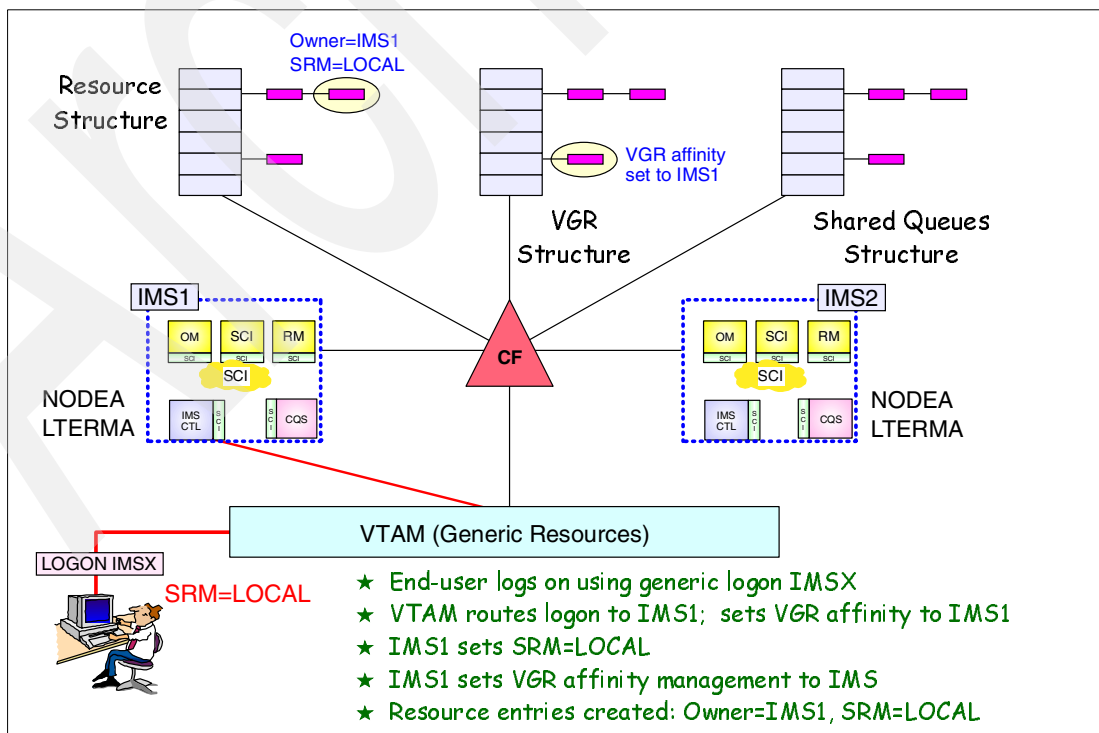 Owner=IMS1
SRM=LOCAL
Resource
Structure
VGR affinity
set to IMS1
VGR
Structure
Shared Queues
Structure
IMS1
OM
SCI
RM
SCI
SCI
SCI
SCI
NODEA
LTERMA
IMS
CTL
SCI
SCI
CQS
CF
IMS2
OM
SCI
RM
SCI
SCI
SCI
SCI
IMS
CTL
SCI
SCI
CQS
NODEA
LTERMA
VTAM (Generic Resources)
LOGON IMSX
SRM=LOCAL
★ End-user logs on using generic logon IMSX
★ VTAM routes logon to IMS1; sets VGR affinity to IMS1
★ IMS1 sets SRM=LOCAL
★ IMS1 sets VGR affinity management to IMS
★ Resource entries created: Owner=IMS1, SRM=LOCAL